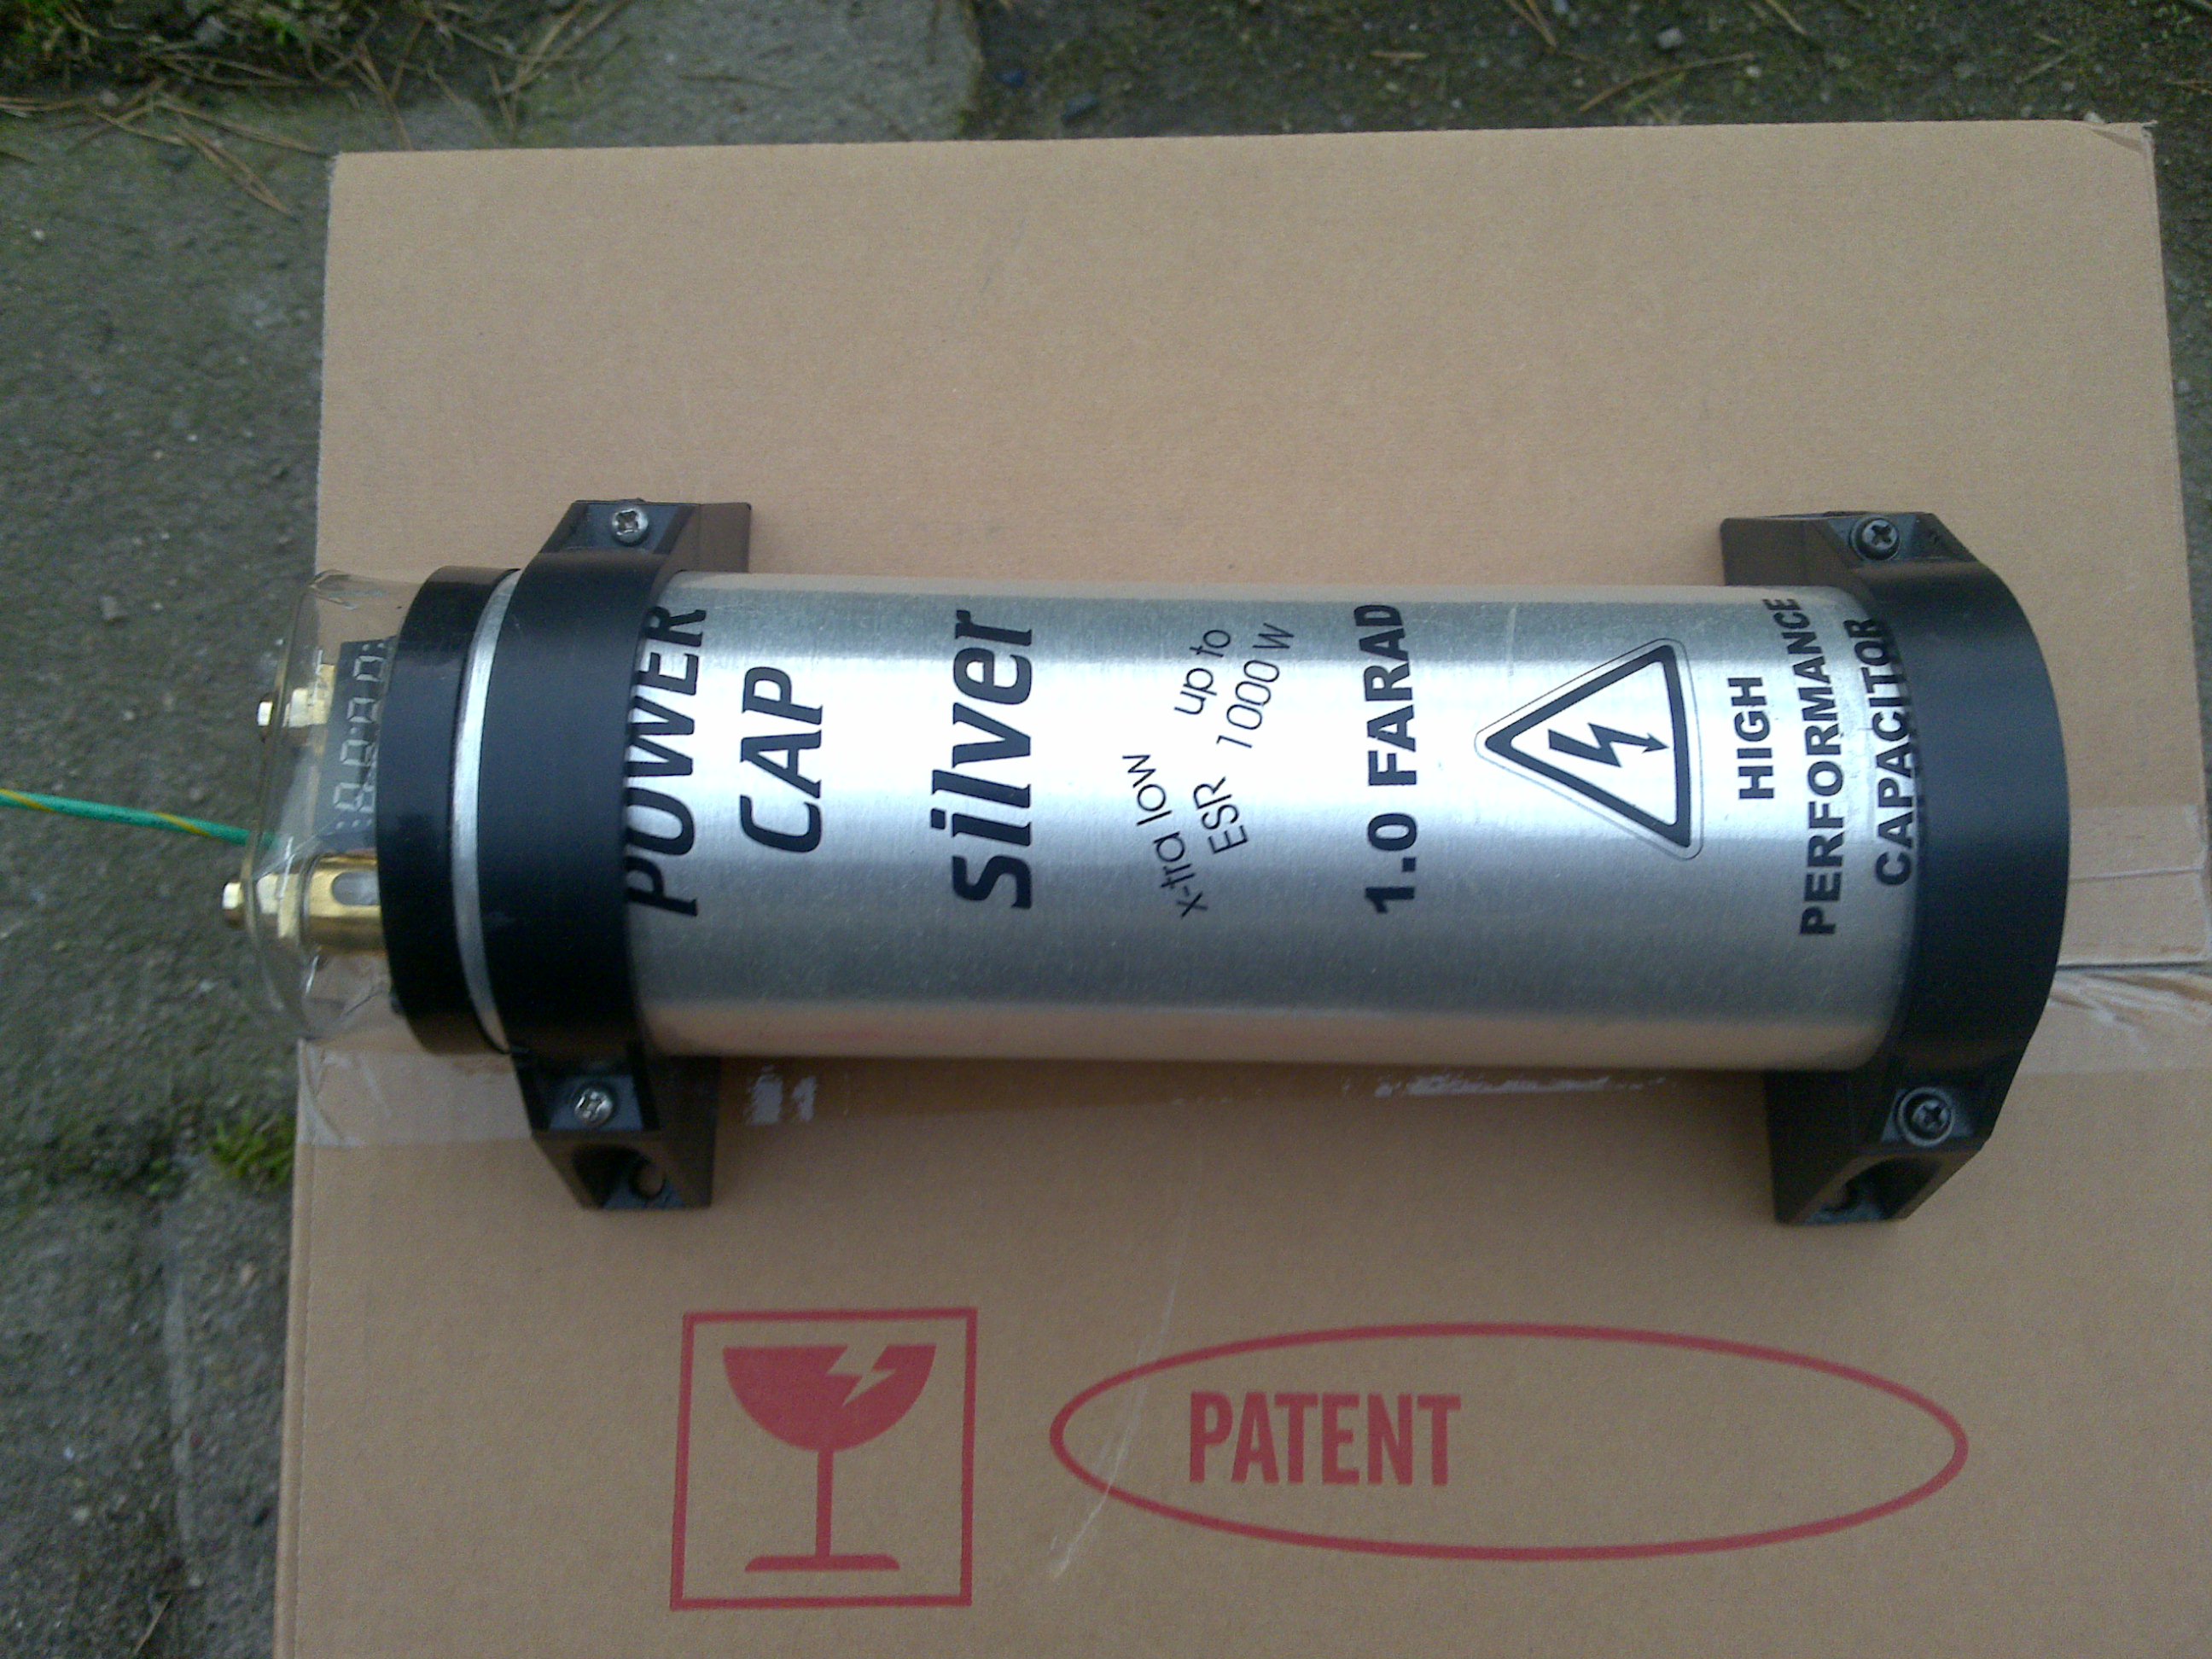 POWER
CAP
silver
x-tra low
ESR
up to
1000 W
1.0 FARAD
HIGH
PERFORMANCE
CAPACITOR
PATENT